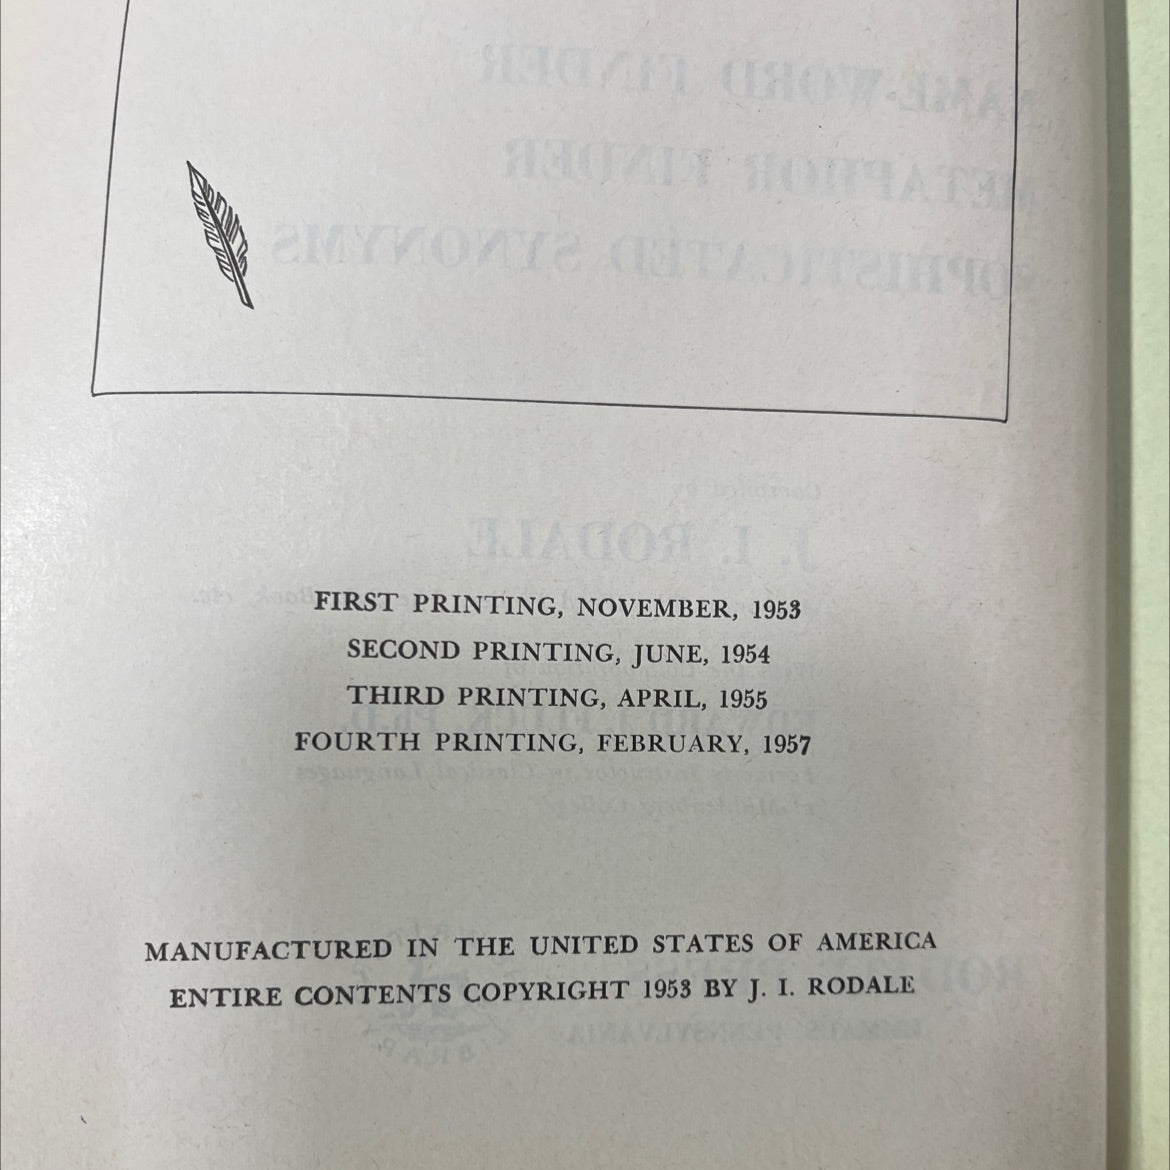 FIRST PRINTING, NOVEMBER, 1953
SECOND PRINTING, JUNE, 1954
THIRD PRINTING, APRIL, 1955
FOURTH PRINTING, FEBRUARY, 1957
MANUFACTURED IN THE UNITED STATES OF AMERICA
ENTIRE CONTENTS COPYRIGHT 1953 BY J. I. RODALE